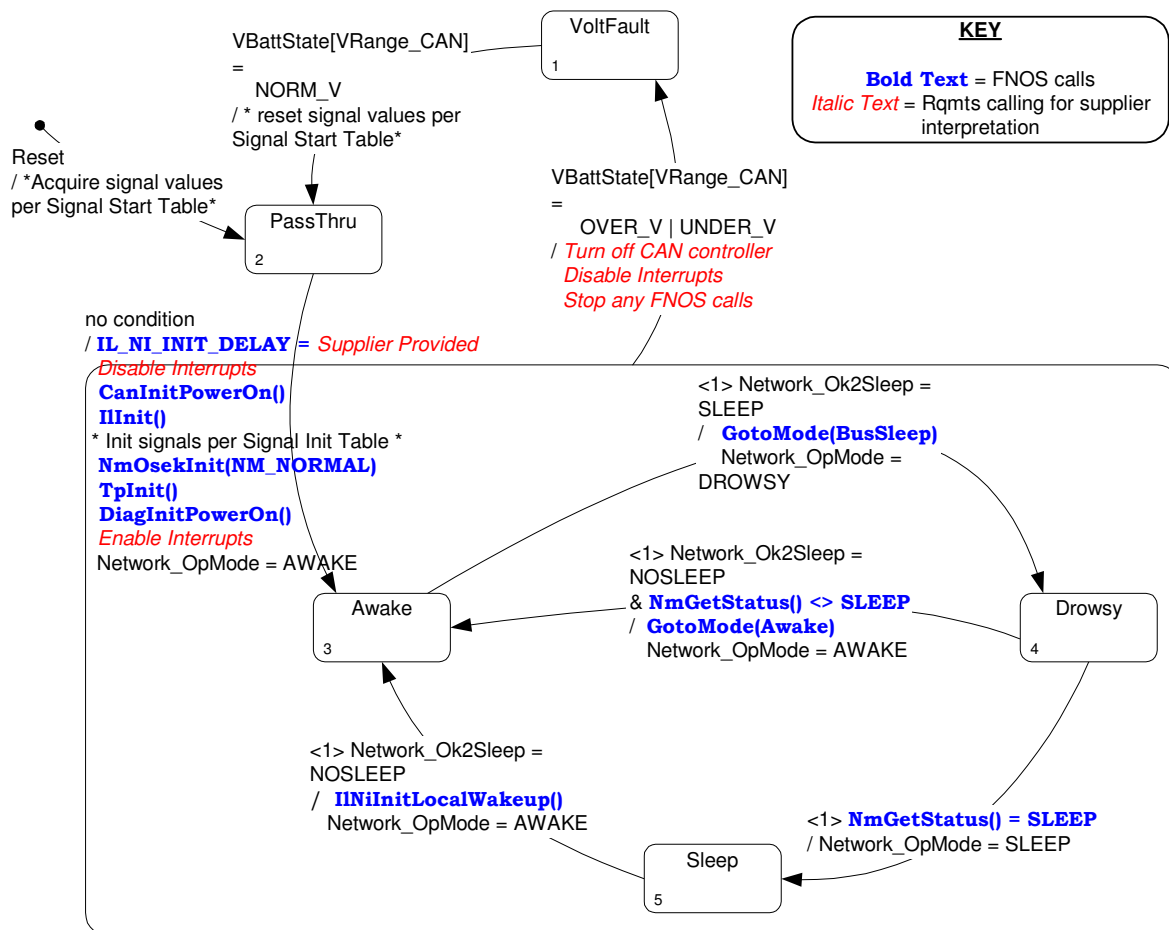 VBattState[VRange_CAN]
=
NORM_V
/ * reset signal values per
Signal Start Table*
VoltFault
1
KEY
Bold Text = FNOS calls
Italic Text = Rqmts calling for supplier
interpretation
Reset
/ *Acquire signal values
per Signal Start Table*
PassThru
2
VBattState[VRange_CAN]
=
OVER_V | UNDER_V
/ Turn off CAN controller
Disable Interrupts
Stop any FNOS calls
no condition
/ IL_NI_INIT_DELAY = Supplier Provided
Disable Interrupts
CanInitPowerOn()
IlInit()
* Init signals per Signal Init Table *
NmOsekInit(NM_NORMAL)
TpInit()
DiagInitPowerOn()
Enable Interrupts
Network_OpMode = AWAKE
<1> Network_Ok2Sleep =
SLEEP
/ GotoMode(BusSleep)
Network_OpMode =
DROWSY
<1> Network_Ok2Sleep =
NOSLEEP
& NmGetStatus() <> SLEEP
/ GotoMode(Awake)
Network_OpMode = AWAKE
Awake
3
Drowsy
4
<1> Network_Ok2Sleep =
NOSLEEP
/ IlNiInitLocalWakeup()
Network_OpMode = AWAKE
<1> NmGetStatus() = SLEEP
/ Network_OpMode = SLEEP
Sleep
5